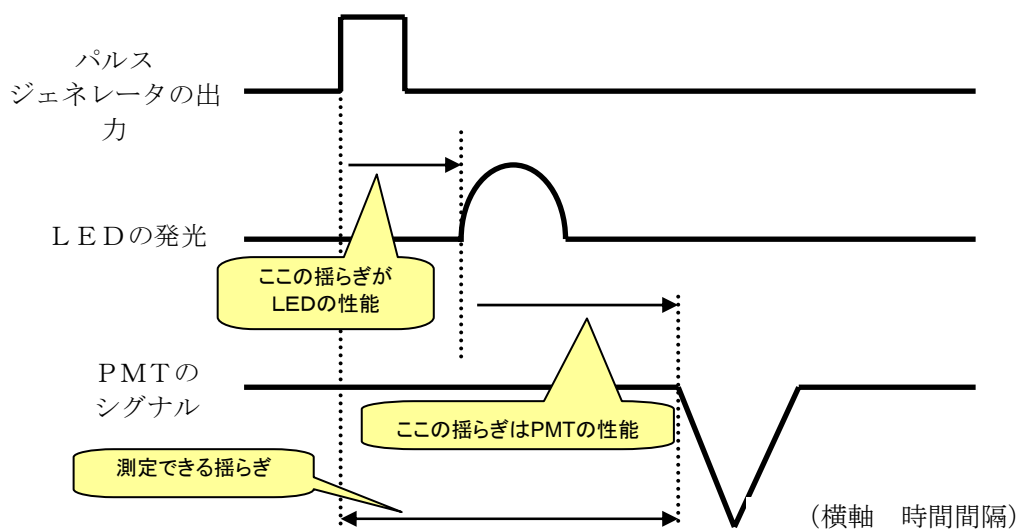 パルス
ジェネレータの出
力
ＬＥＤの発光
ここの揺らぎが
LEDの性能
ＰＭＴの
シグナル
ここの揺らぎはPMTの性能
測定できる揺らぎ
(横軸　時間間隔)